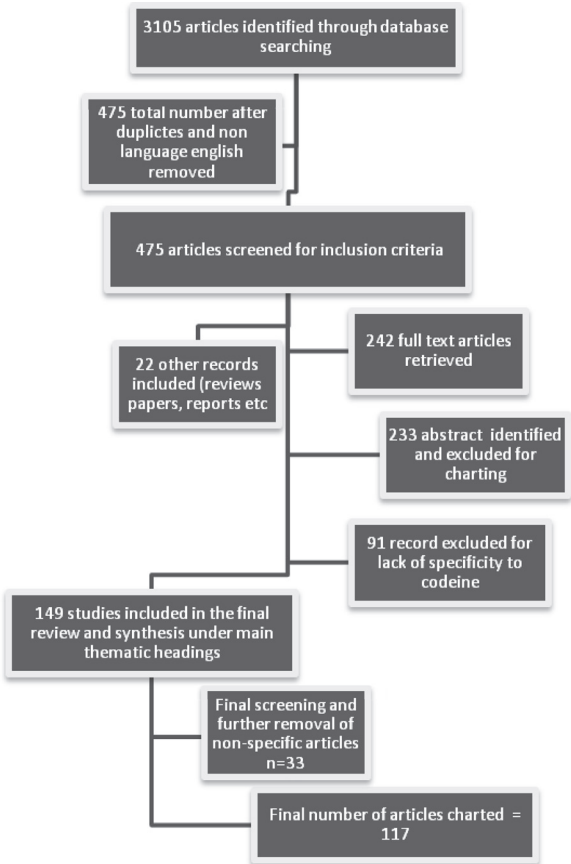 3105 articles identified through database
searching
475 total number after
duplictes and non
language english
removed
475 articles screened for inclusion criteria
242 full text articles
retrieved
22 other records
included (reviews
papers, reports etc
233 abstract identified
and excluded for
charting
91 record excluded for
lack of specificity to
codeine
149 studies included in the final
review and synthesis under main
thematic headings
Final screening and
further removal of
non-specific articles
n=33
Final number of articles charted =
117